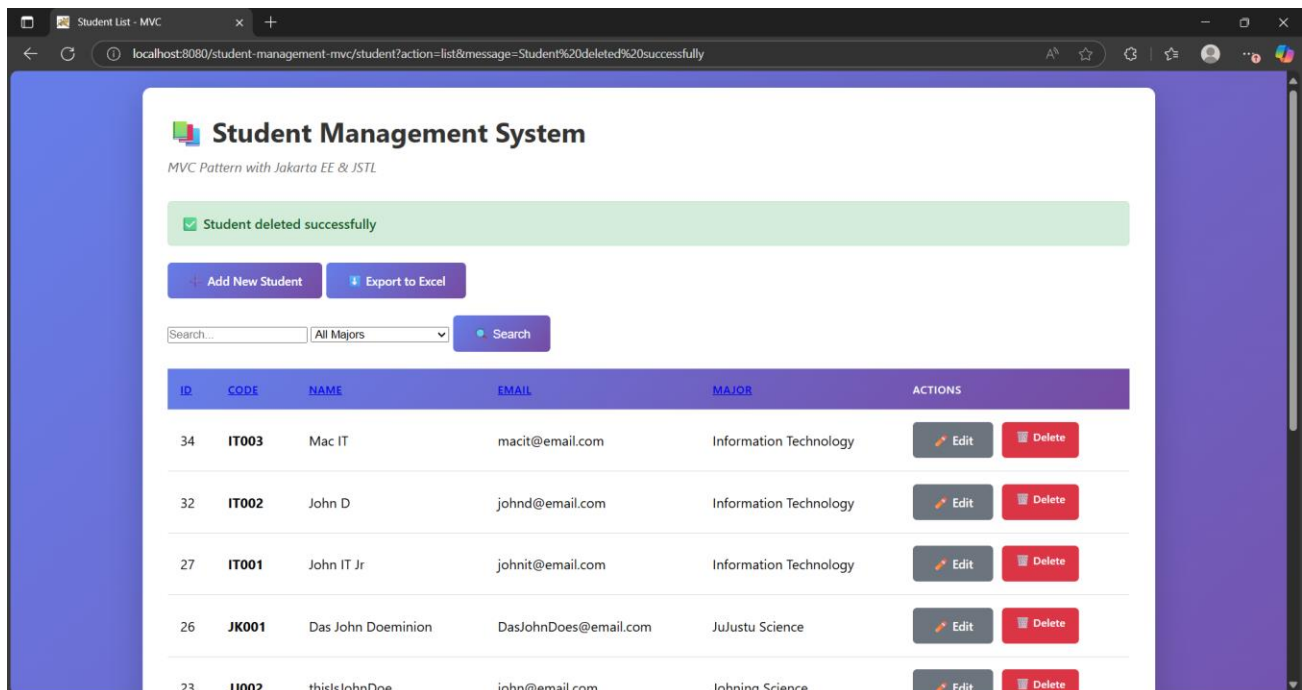 Student List - MVC
localhost:8080/student-management-mvc/student?action=list&message=Student%20deleted%20successfully
Student Management System
MVC Pattern with Jakarta EE & JSTL
Student deleted successfully
Add New Student Export to Excel
Search... All Majors Search
ID CODE NAME EMAIL MAJOR ACTIONS
34 IT003 Mac IT macit@email.com Information Technology Edit Delete
32 IT002 John D johnd@email.com Information Technology Edit Delete
27 IT001 John IT Jr johnit@email.com Information Technology Edit Delete
26 JK001 Das John Doeminion DasJohnDoes@email.com JuJustu Science Edit Delete
23 thisIsJohnDoe john@email.com Johning Science Edit Delete